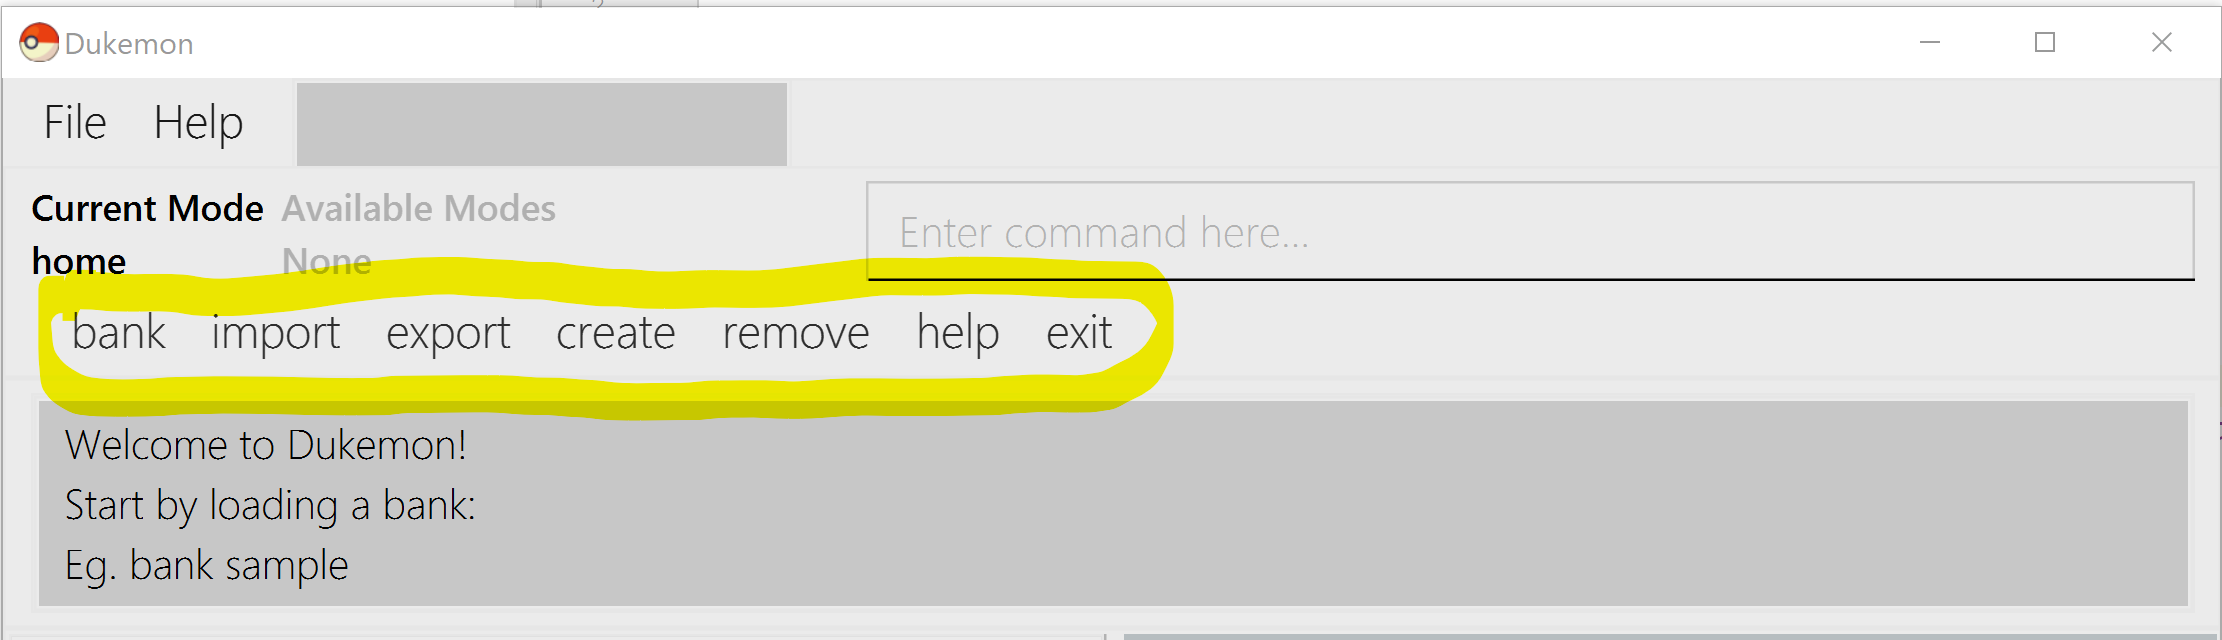 Dukemon
File Help
Current Mode Available Modes
home None
Enter command here...
bank import export create remove help exit
Welcome to Dukemon!
Start by loading a bank:
Eg. bank sample